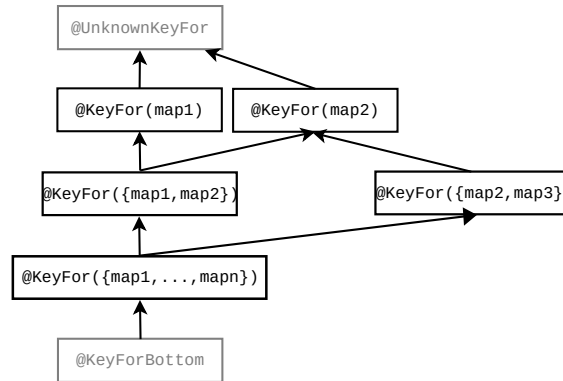 @UnknownKeyFor
@KeyFor(map1)
@KeyFor(map2)
@KeyFor({map1,map2})
@KeyFor({map2,map3}
@KeyFor({map1,...,mapn})
@KeyForBottom